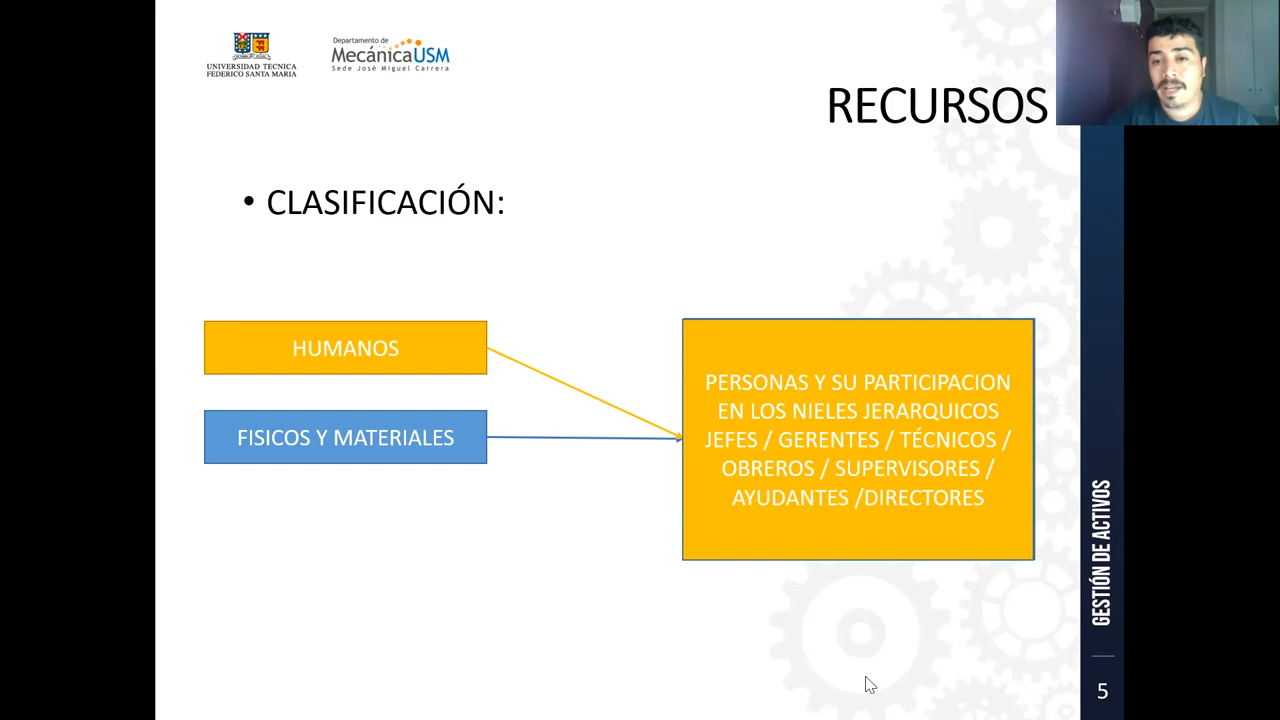 UNIVERSIDAD TECNICA
FEDERICO SANTA MARIA
Departamento de
MecánicaUSM
Sede José Miguel Carrera
RECURSOS
• CLASIFICACIÓN:
HUMANOS
FISICOS Y MATERIALES
PERSONAS Y SU PARTICIPACION
EN LOS NIELES JERARQUICOS
JEFES / GERENTES / TÉCNICOS /
OBREROS / SUPERVISORES /
AYUDANTES /DIRECTORES
GESTIÓN DE ACTIVOS
5